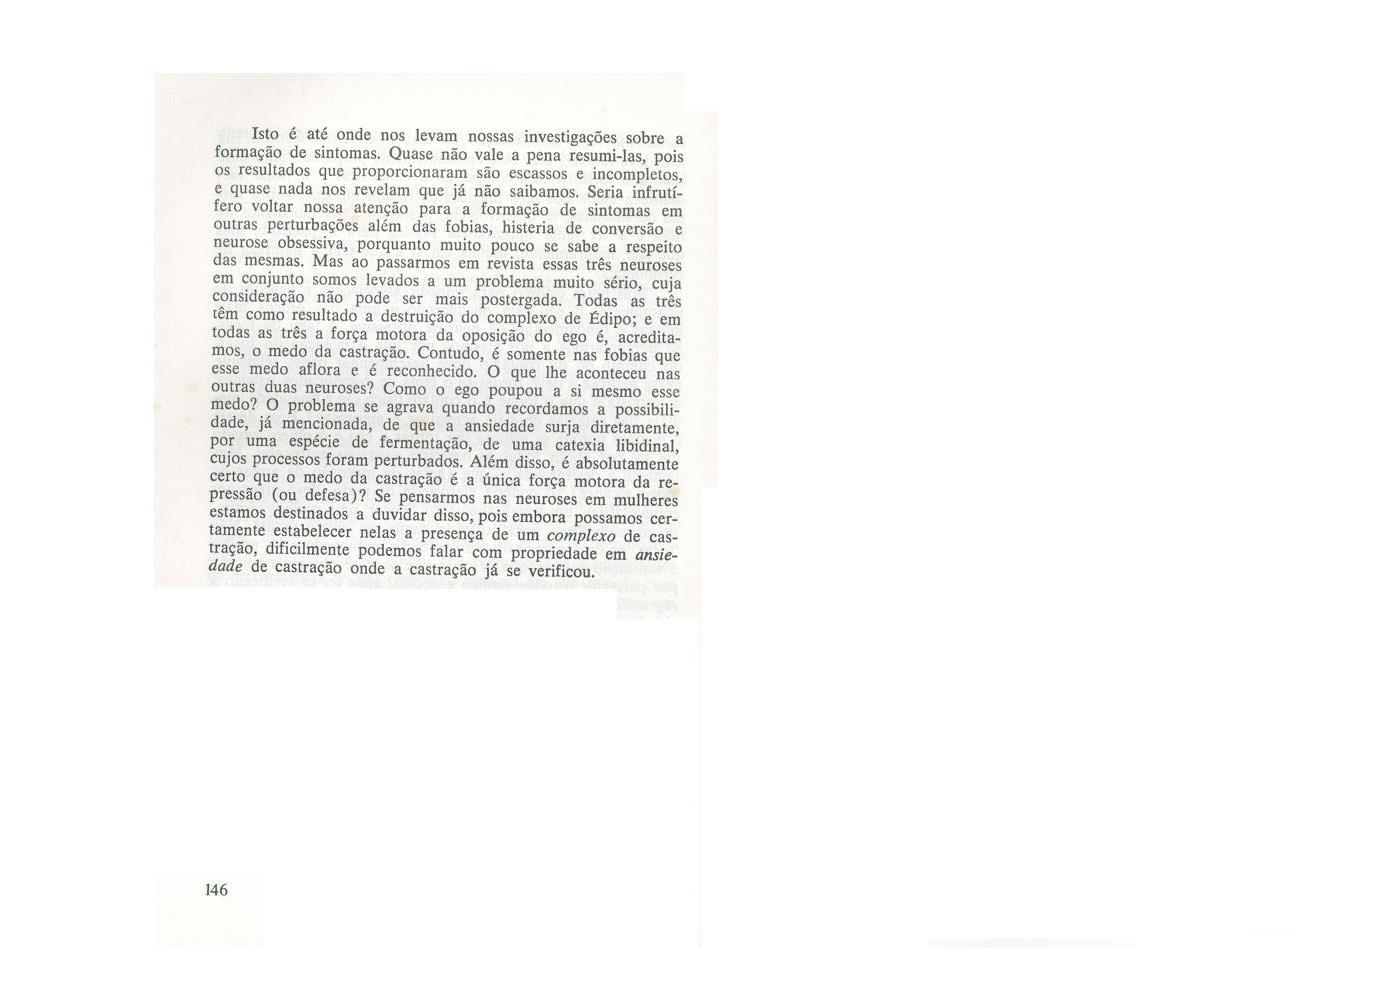 Isto é até onde nos levam nossas investigações sobre a
formação de sintomas. Quase não vale a pena resumi-las, pois
os resultados que proporcionaram são escassos e incompletos,
e quase nada nos revelam que já não saibamos. Seria infrutí-
fero voltar nossa atenção para a formação de sintomas em
outras perturbações além das fobias, histeria de conversão e
neurose obsessiva, porquanto muito pouco se sabe a respeito
das mesmas. Mas ao passarmos em revista essas três neuroses
em conjunto somos levados a um problema muito sério, cuja
consideração não pode ser mais postergada. Todas as três
têm como resultado a destruição do complexo de Édipo; e em
todas as três a força motora da oposição do ego é, acredita-
mos, o medo da castração. Contudo, é somente nas fobias que
esse medo aflora e é reconhecido. O que lhe aconteceu nas
outras duas neuroses? Como o ego poupou a si mesmo esse
medo? O problema se agrava quando recordamos a possibili-
dade, já mencionada, de que a ansiedade surja diretamente,
por uma espécie de fermentação, de uma catexia libidinal,
cujos processos foram perturbados. Além disso, é absolutamente
certo que o medo da castração é a única força motora da re-
pressão (ou defesa)? Se pensarmos nas neuroses em mulheres
estamos destinados a duvidar disso, pois embora possamos cer-
tamente estabelecer nelas a presença de um complexo de cas-
tração, dificilmente podemos falar com propriedade em ansie-
dade de castração onde a castração já se verificou.
146